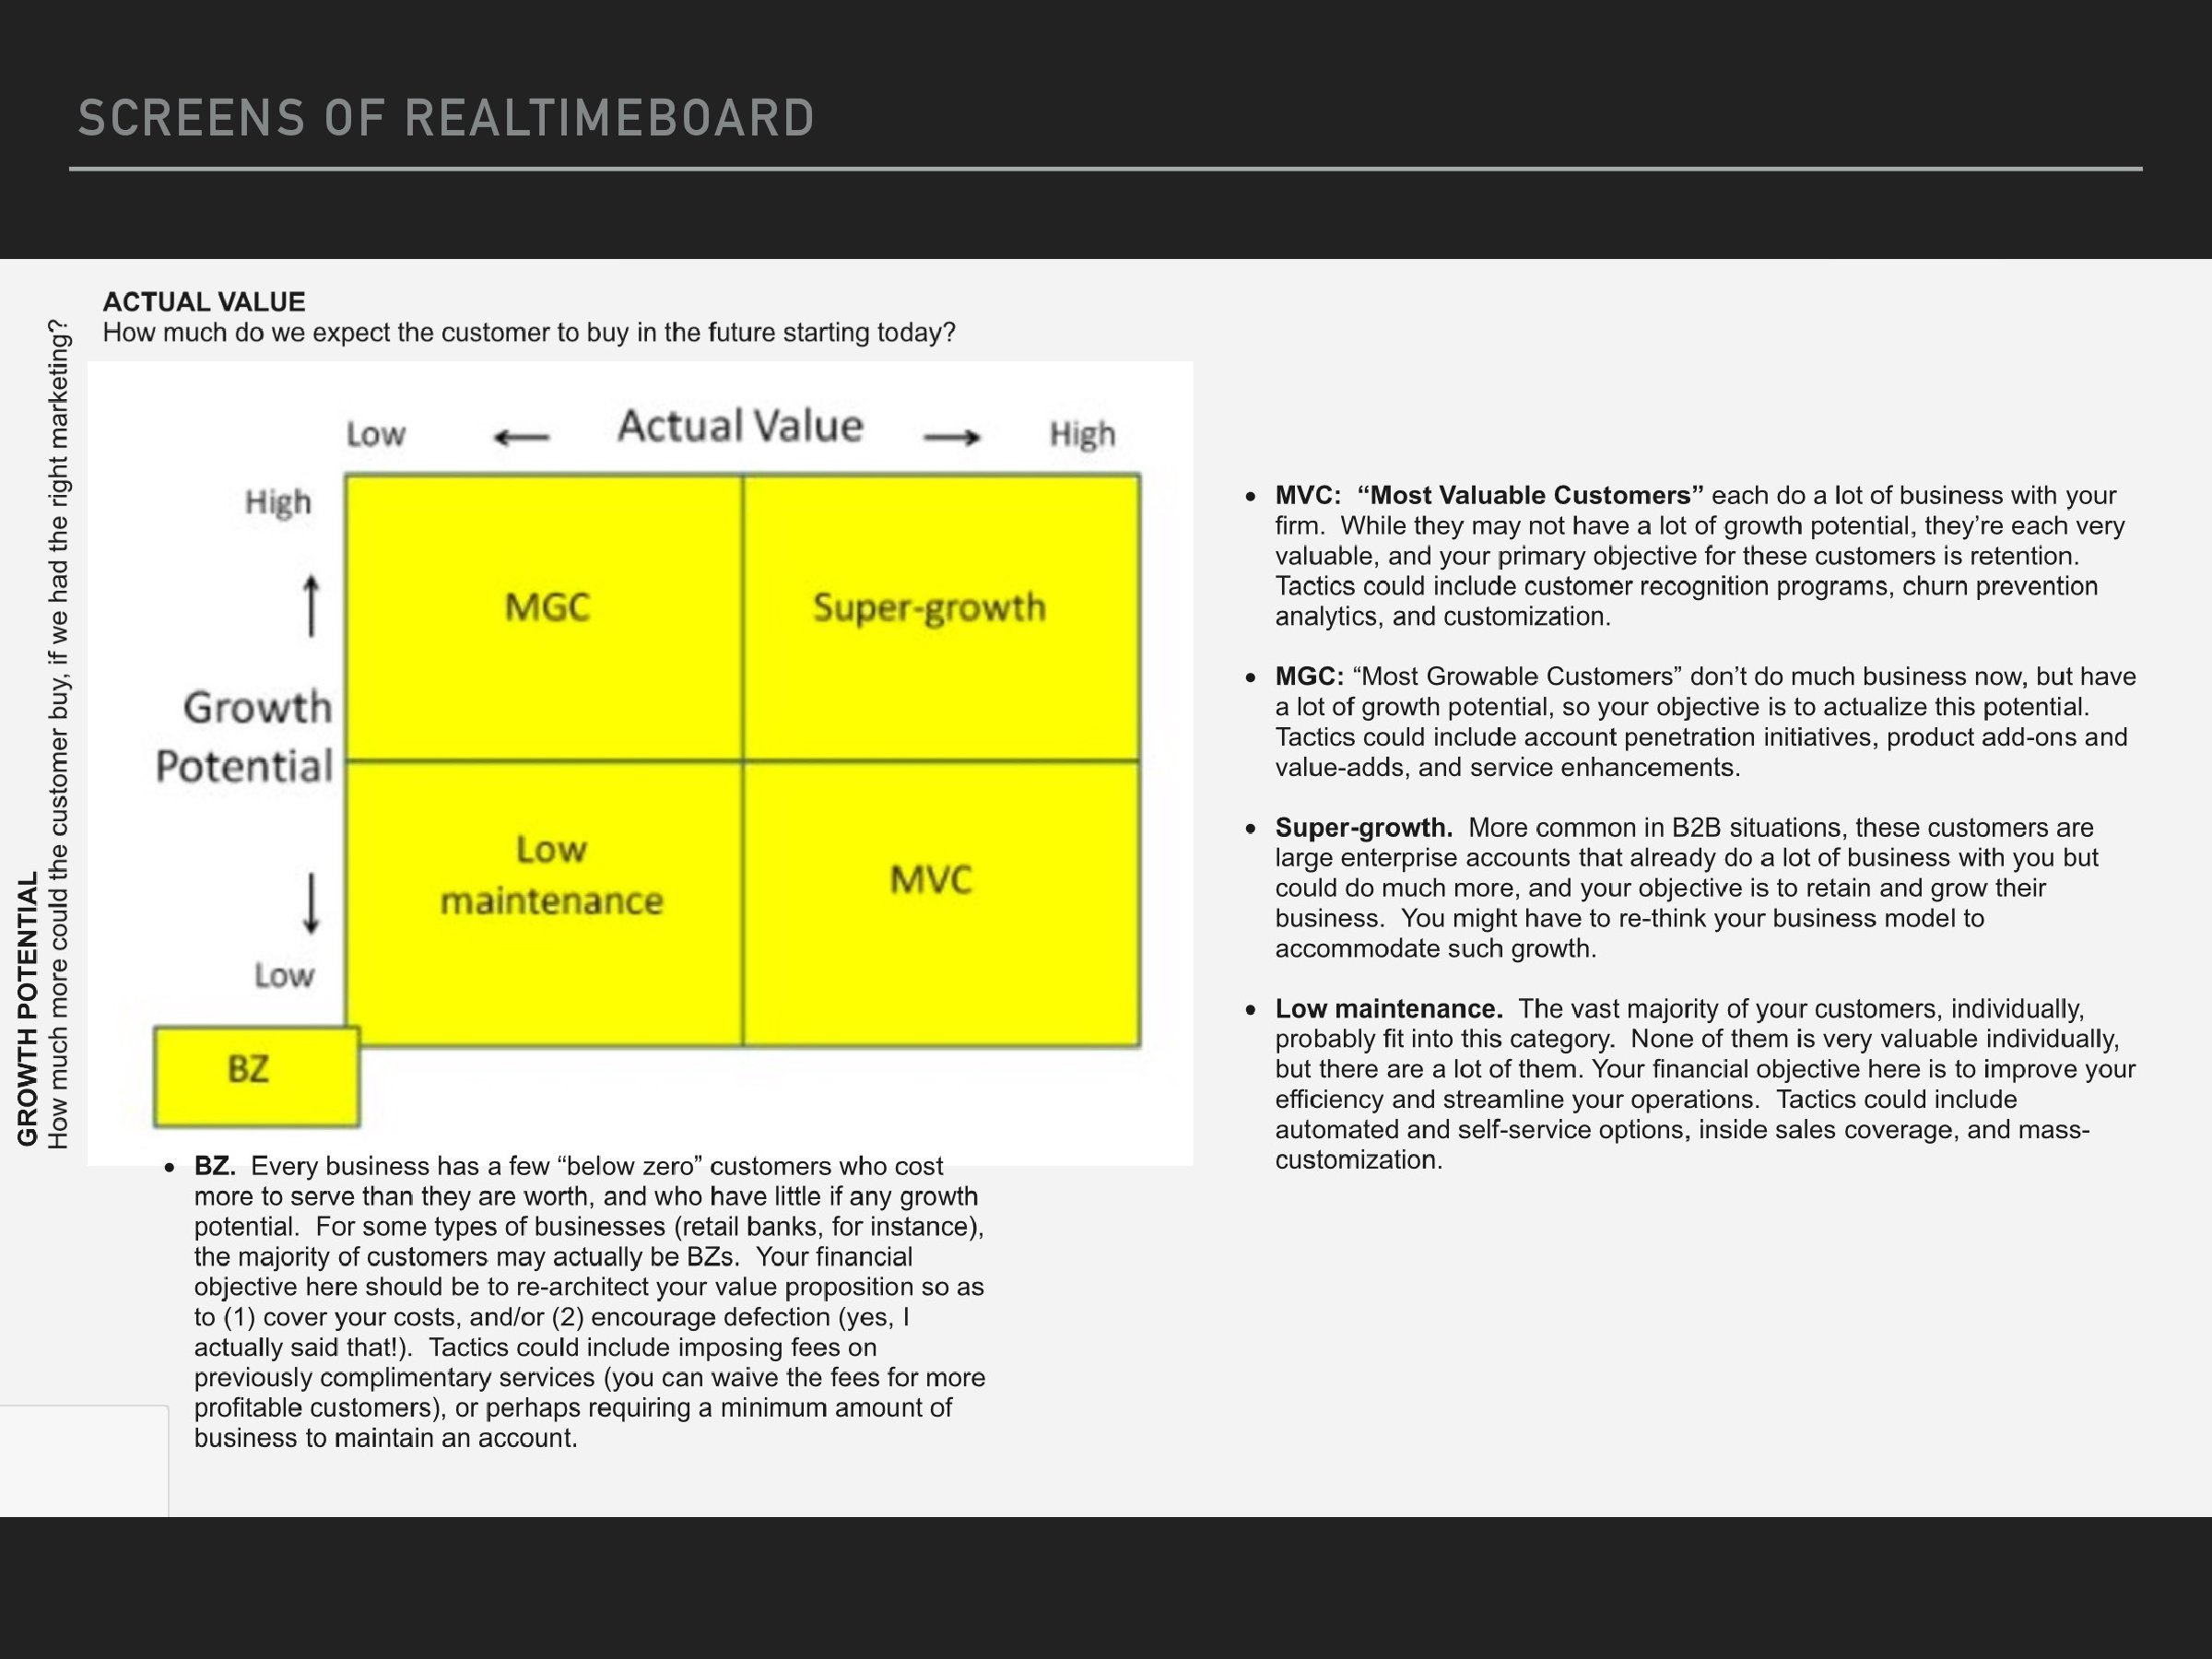 SCREENS OF REALTIMEBOARD
ACTUAL VALUE
How much do we expect the customer to buy in the future starting today?
GROWTH POTENTIAL
How much more could the customer buy, if we had the right marketing?
Low ← Actual Value → High
High
↑
Growth
Potential
↓
Low
MGC
Super-growth
Low
maintenance
MVC
BZ
• BZ. Every business has a few “below zero” customers who cost
more to serve than they are worth, and who have little if any growth
potential. For some types of businesses (retail banks, for instance),
the majority of customers may actually be BZs. Your financial
objective here should be to re-architect your value proposition so as
to (1) cover your costs, and/or (2) encourage defection (yes, I
actually said that!). Tactics could include imposing fees on
previously complimentary services (you can waive the fees for more
profitable customers), or perhaps requiring a minimum amount of
business to maintain an account.
• MVC: “Most Valuable Customers” each do a lot of business with your
firm. While they may not have a lot of growth potential, they’re each very
valuable, and your primary objective for these customers is retention.
Tactics could include customer recognition programs, churn prevention
analytics, and customization.
• MGC: “Most Growable Customers” don’t do much business now, but have
a lot of growth potential, so your objective is to actualize this potential.
Tactics could include account penetration initiatives, product add-ons and
value-adds, and service enhancements.
• Super-growth. More common in B2B situations, these customers are
large enterprise accounts that already do a lot of business with you but
could do much more, and your objective is to retain and grow their
business. You might have to re-think your business model to
accommodate such growth.
• Low maintenance. The vast majority of your customers, individually,
probably fit into this category. None of them is very valuable individually,
but there are a lot of them. Your financial objective here is to improve your
efficiency and streamline your operations. Tactics could include
automated and self-service options, inside sales coverage, and mass-
customization.